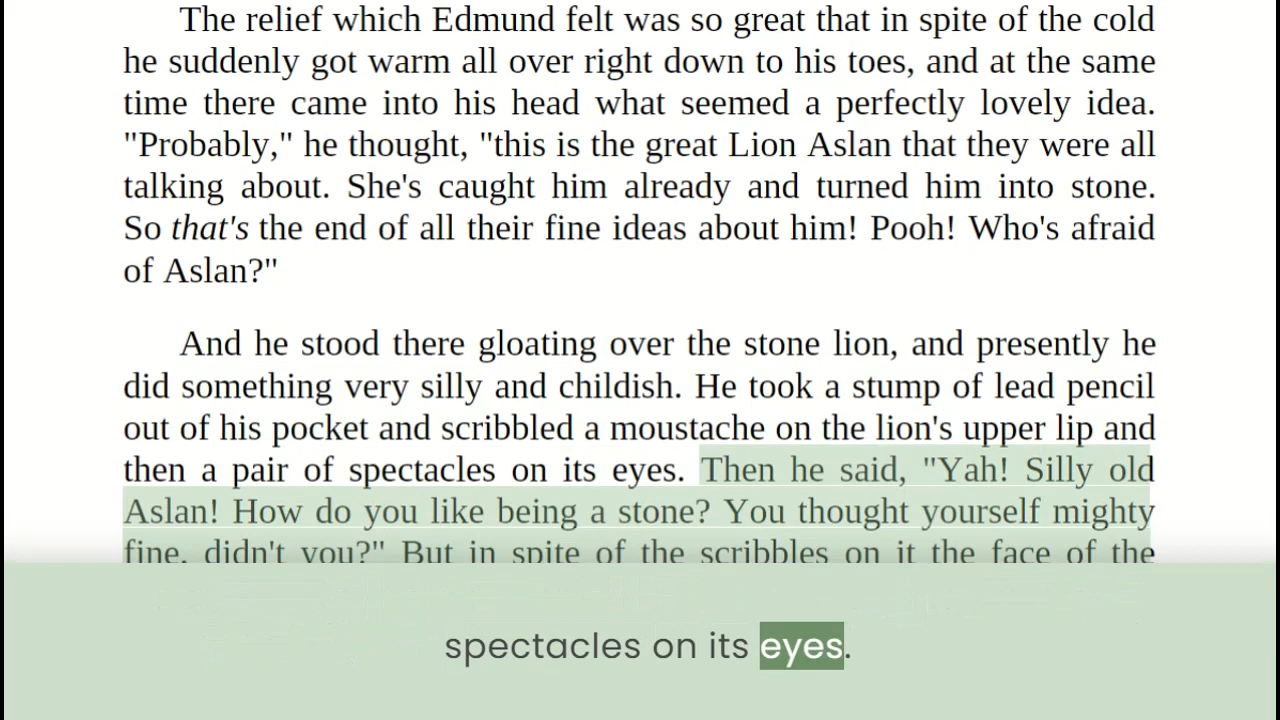 The relief which Edmund felt was so great that in spite of the cold
he suddenly got warm all over right down to his toes, and at the same
time there came into his head what seemed a perfectly lovely idea.
"Probably," he thought, "this is the great Lion Aslan that they were all
talking about. She's caught him already and turned him into stone.
So that's the end of all their fine ideas about him! Pooh! Who's afraid
of Aslan?"
And he stood there gloating over the stone lion, and presently he
did something very silly and childish. He took a stump of lead pencil
out of his pocket and scribbled a moustache on the lion's upper lip and
then a pair of spectacles on its eyes. Then he said, "Yah! Silly old
Aslan! How do you like being a stone? You thought yourself mighty
fine, didn't you?" But in spite of the scribbles on it the face of the
spectacles on its eyes.